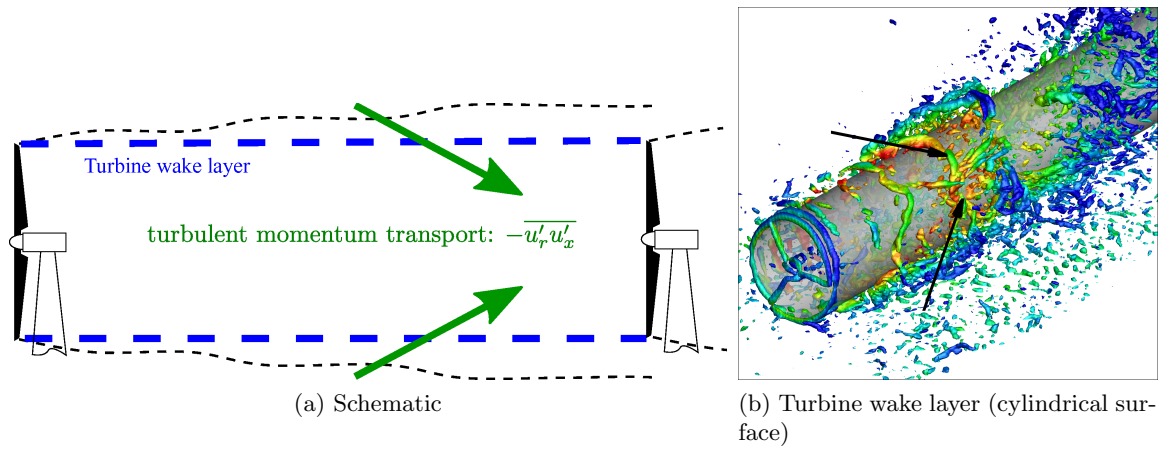 Turbine wake layer
turbulent momentum transport: $-\overline{u_r' u_x'}$
(a) Schematic
(b) Turbine wake layer (cylindrical sur-
face)